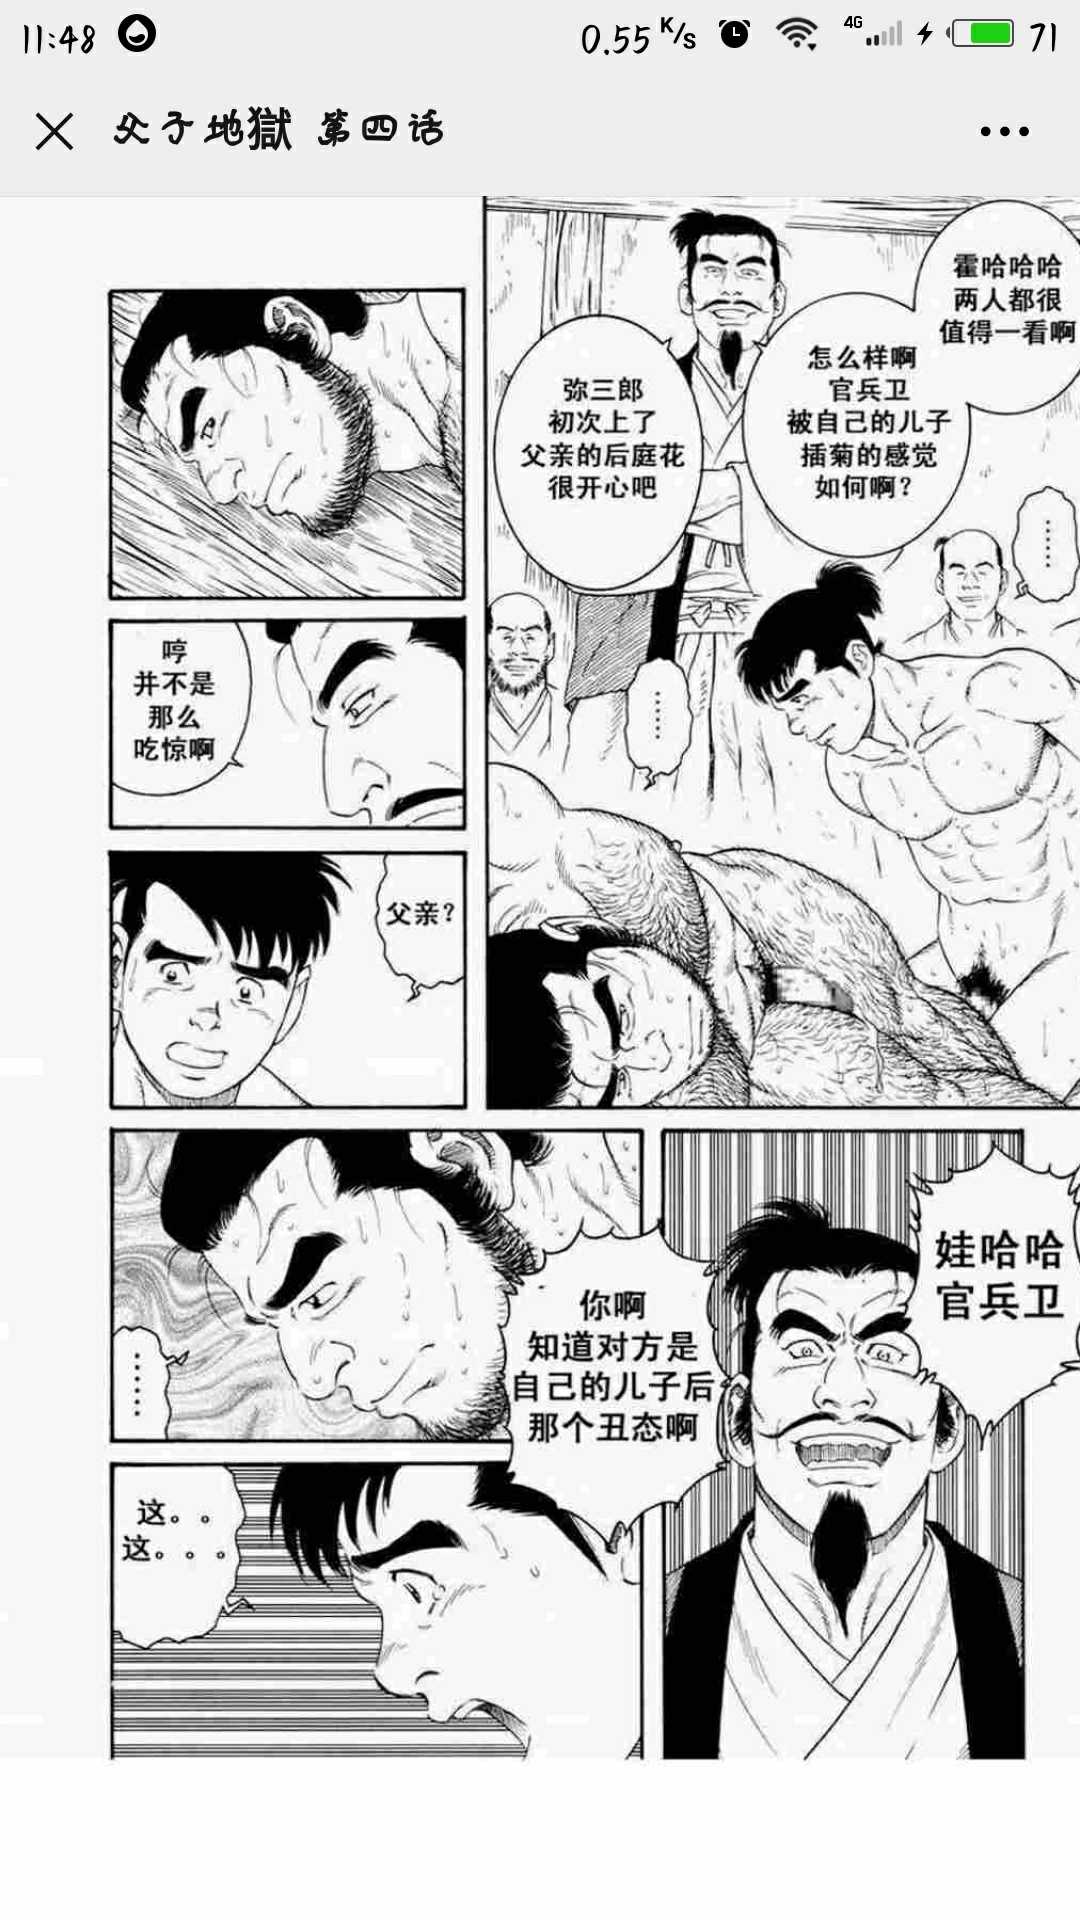 11:48
0.55 K/s
4G
71
父子地獄 第四话
霍哈哈哈
两人都很
值得一看啊
怎么样啊
官兵卫
被自己的儿子
插菊的感觉
如何啊？
弥三郎
初次上了
父亲的后庭花
很开心吧
……
……
哼
并不是
那么
吃惊啊
父亲？
娃哈哈
官兵卫
你啊
知道对方是
自己的儿子后
那个丑态啊
……
这。。
这。。。